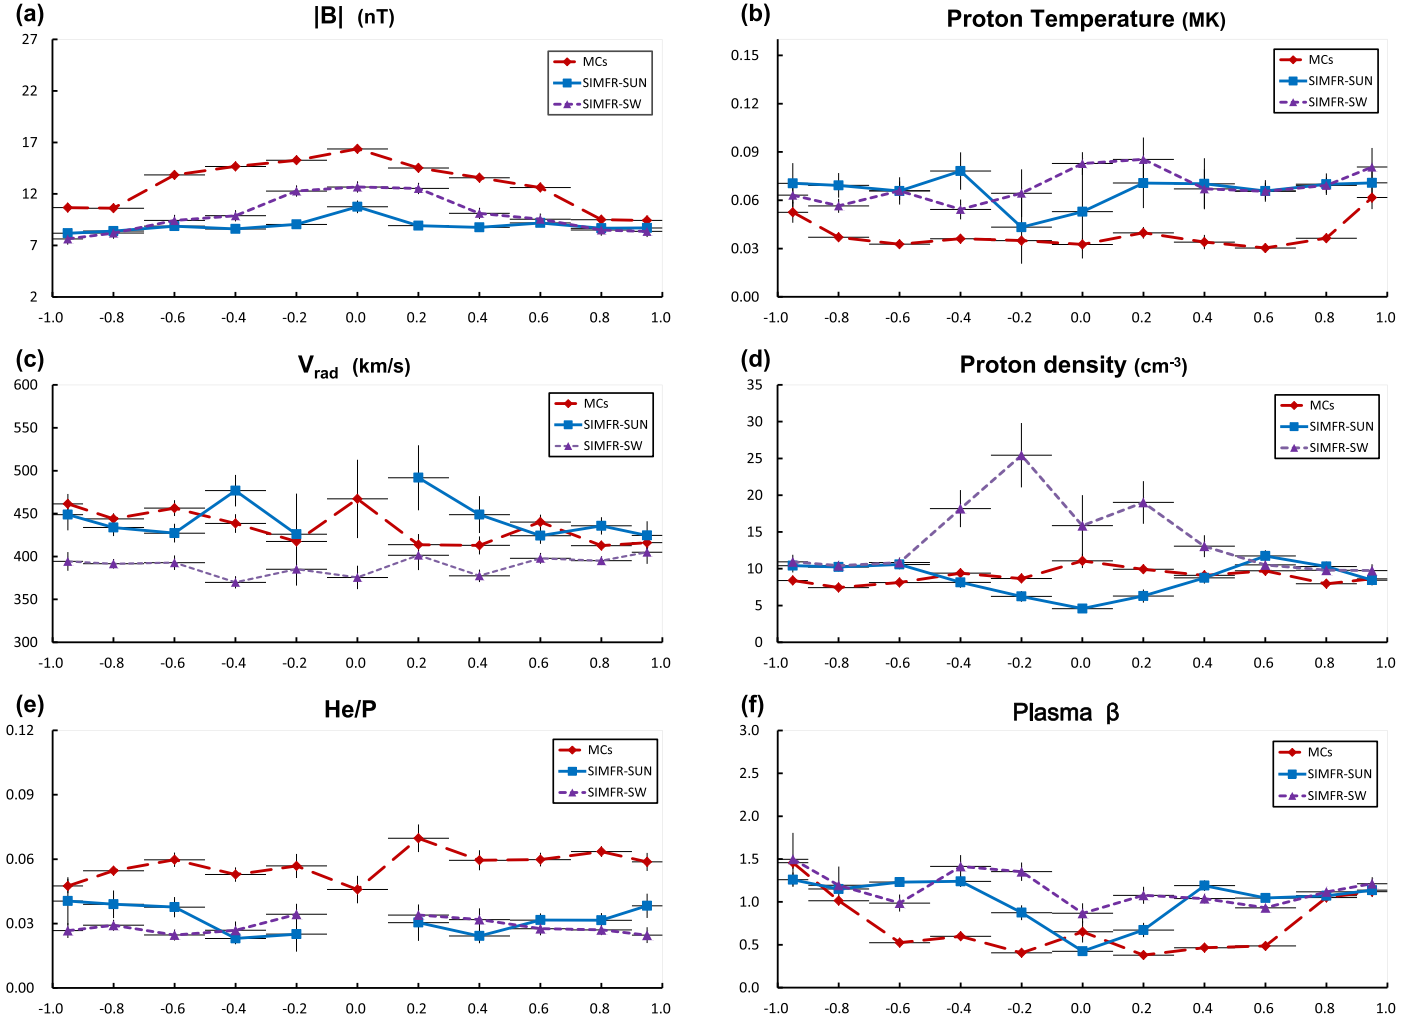 (a) |B| (nT)
27
22
17
12
7
2
MCs
SIMFR-SUN
SIMFR-SW
-1.0 -0.8 -0.6 -0.4 -0.2 0.0 0.2 0.4 0.6 0.8 1.0
(b) Proton Temperature (MK)
0.15
0.12
0.09
0.06
0.03
0.00
MCs
SIMFR-SUN
SIMFR-SW
-1.0 -0.8 -0.6 -0.4 -0.2 0.0 0.2 0.4 0.6 0.8 1.0
(c) Vrad (km/s)
600
550
500
450
400
350
300
MCs
SIMFR-SUN
SIMFR-SW
-1.0 -0.8 -0.6 -0.4 -0.2 0.0 0.2 0.4 0.6 0.8 1.0
(d) Proton density (cm-3)
35
30
25
20
15
10
5
0
MCs
SIMFR-SUN
SIMFR-SW
-1.0 -0.8 -0.6 -0.4 -0.2 0.0 0.2 0.4 0.6 0.8 1.0
(e) He/P
0.12
0.09
0.06
0.03
0.00
MCs
SIMFR-SUN
SIMFR-SW
-1.0 -0.8 -0.6 -0.4 -0.2 0.0 0.2 0.4 0.6 0.8 1.0
(f) Plasma β
3.0
2.5
2.0
1.5
1.0
0.5
0.0
MCs
SIMFR-SUN
SIMFR-SW
-1.0 -0.8 -0.6 -0.4 -0.2 0.0 0.2 0.4 0.6 0.8 1.0